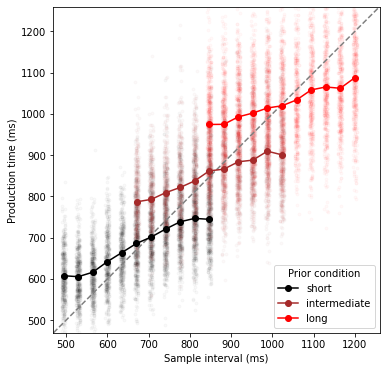 1200
1100
1000
900
800
700
600
500
Production time (ms)
500 600 700 800 900 1000 1100 1200
Sample interval (ms)
Prior condition
short
intermediate
long